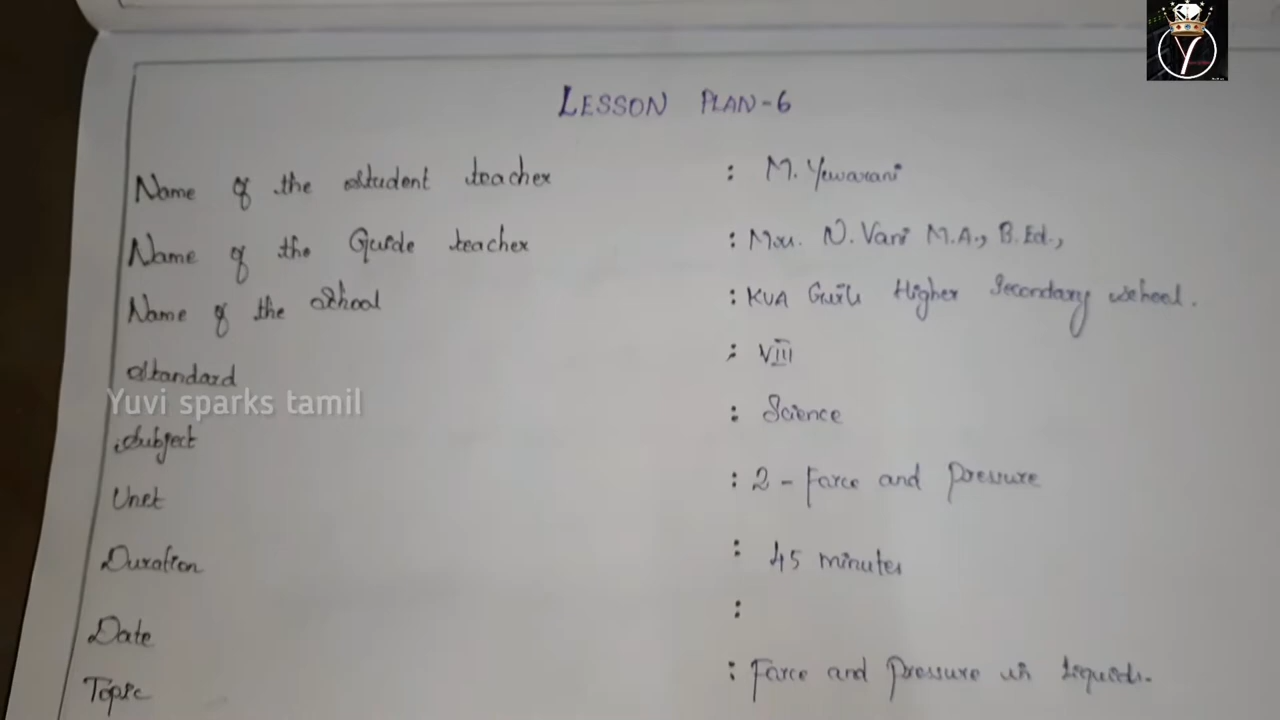 LESSON PLAN-6
Name of the Student teacher : M. Yuvarani
Name of the Guide teacher : Mrs. N. Vani M.A., B.Ed.,
Name of the School : KVA Girls Higher Secondary school.
Standard : VIII
Subject : Science
Unit : 2 - Force and Pressure
Duration : 45 minutes
Date :
Topic : Force and Pressure in liquids.
Yuvi sparks tamil
Y